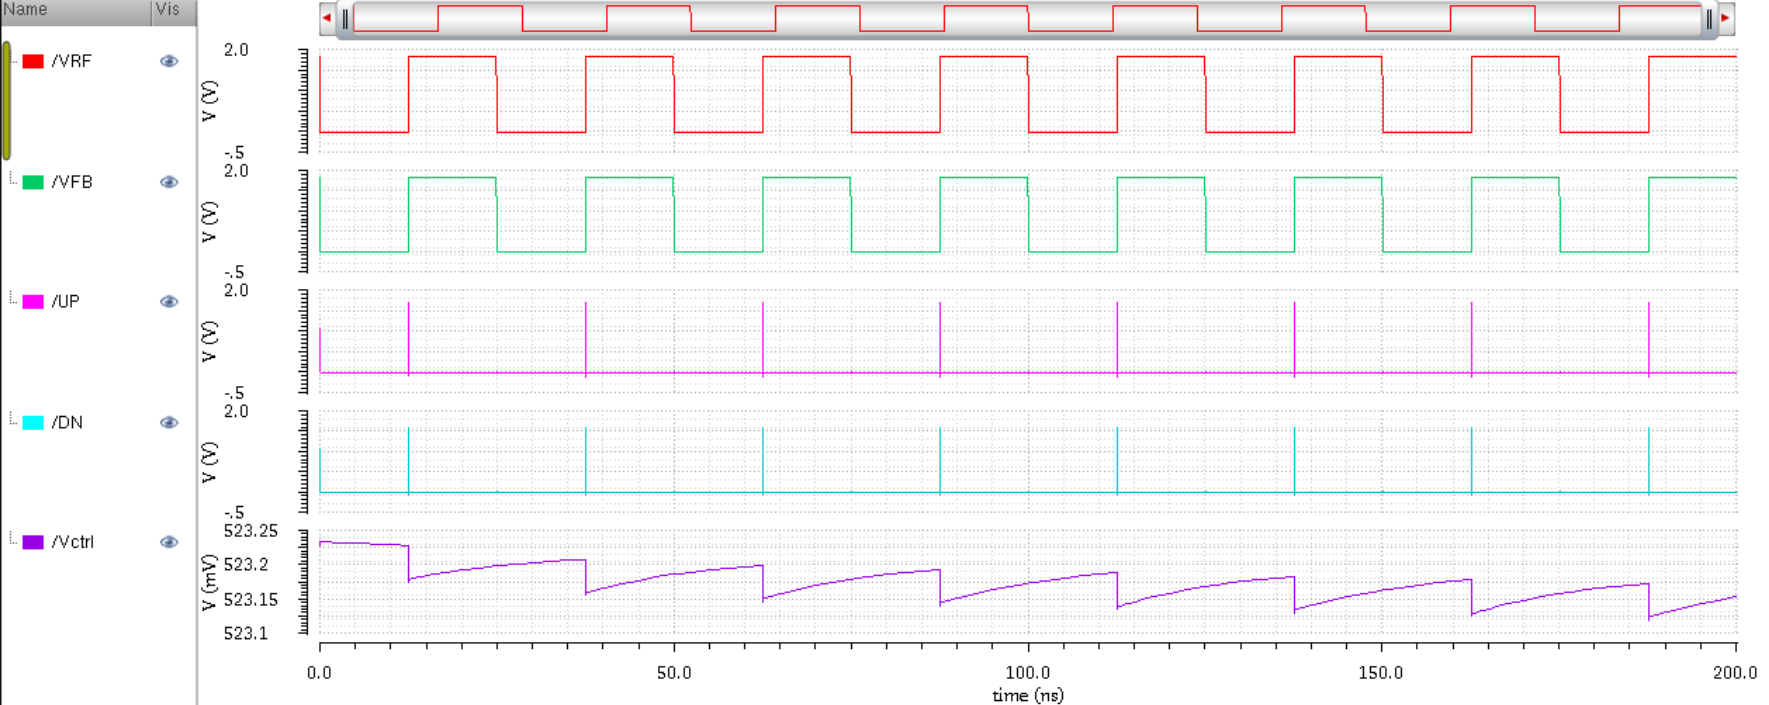 Name Vis
/VRF
2.0
V (V)
-.5
/VFB
2.0
V (V)
-.5
/UP
2.0
V (V)
-.5
/DN
2.0
V (V)
-.5
/Vctrl
523.25
523.2
V (mV)
523.15
523.1
0.0 50.0 100.0 150.0 200.0
time (ns)